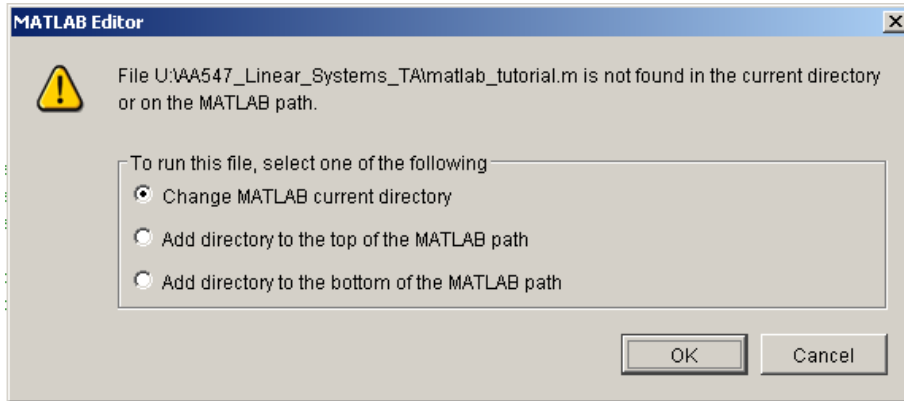 MATLAB Editor
File U:\AA547_Linear_Systems_TA\matlab_tutorial.m is not found in the current directory
or on the MATLAB path.
To run this file, select one of the following
Change MATLAB current directory
Add directory to the top of the MATLAB path
Add directory to the bottom of the MATLAB path
OK Cancel